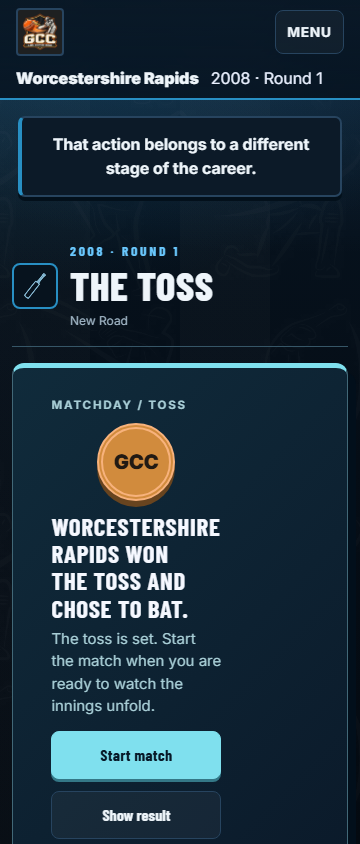 GCC
MENU
Worcestershire Rapids 2008 · Round 1
That action belongs to a different
stage of the career.
2008 · ROUND 1
THE TOSS
New Road
MATCHDAY / TOSS
GCC
WORCESTERSHIRE
RAPIDS WON
THE TOSS AND
CHOSE TO BAT.
The toss is set. Start
the match when you are
ready to watch the
innings unfold.
Start match
Show result